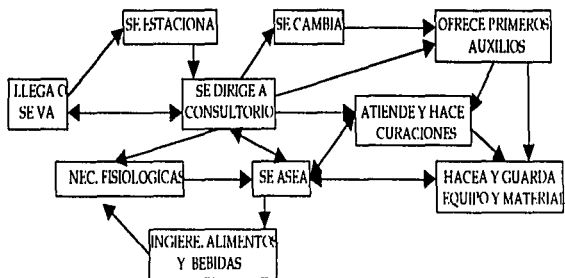 SE ESTACIONA
SE CAMBIA
OFRECE PRIMEROS
AUXILIOS
LLEGA O
SE VA
SE DIRIGE A
CONSULTORIO
ATIENDE Y HACE
CURACIONES
NEC. FISIOLOGICAS
SE ASEA
HACEA Y GUARDA
EQUIPO Y MATERIAL
INGIERE. ALIMENTOS
Y BEBIDAS